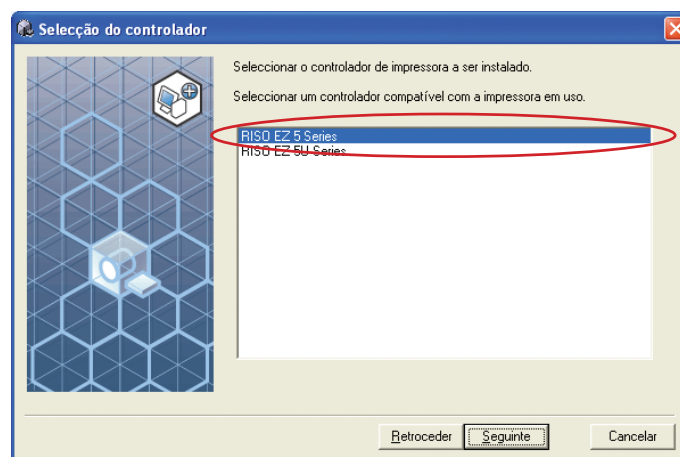 Selecção do controlador
Seleccionar o controlador de impressora a ser instalado.
Seleccionar um controlador compatível com a impressora em uso.
RISO EZ 5 Series
RISO EZ 5U Series
Retroceder
Seguinte
Cancelar